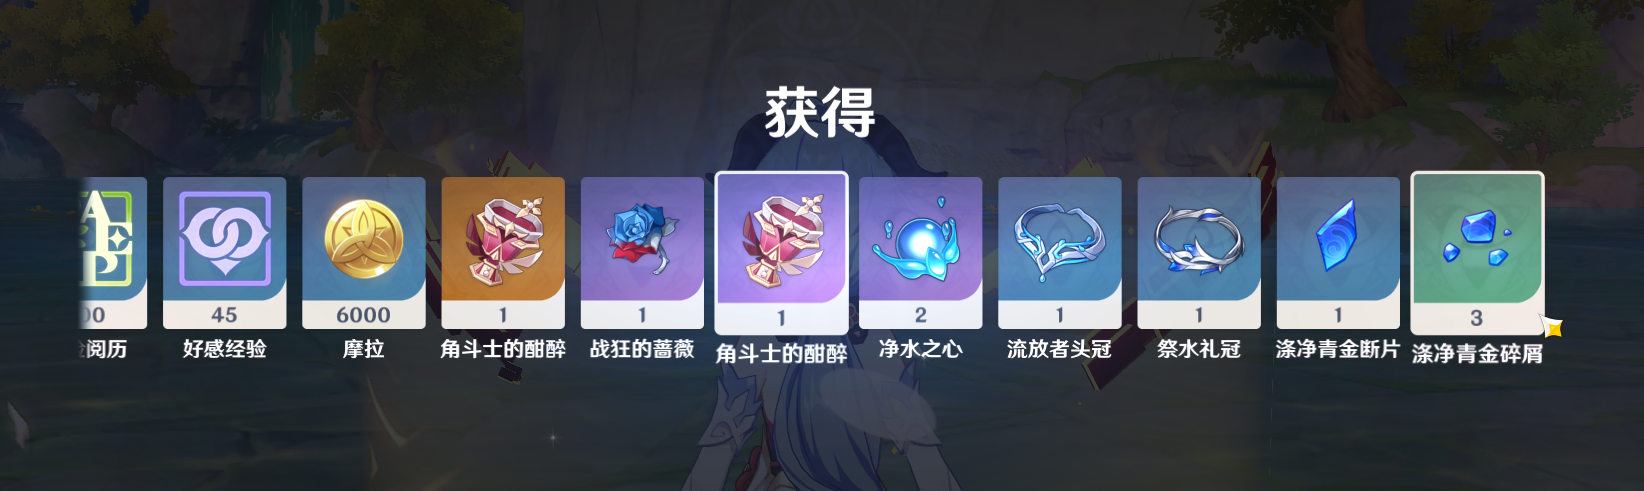 获得
00
45
6000
1
1
1
2
1
1
1
3
阅历
好感经验
摩拉
角斗士的酣醉
战狂的蔷薇
角斗士的酣醉
净水之心
流放者头冠
祭水礼冠
涤净青金断片
涤净青金碎屑